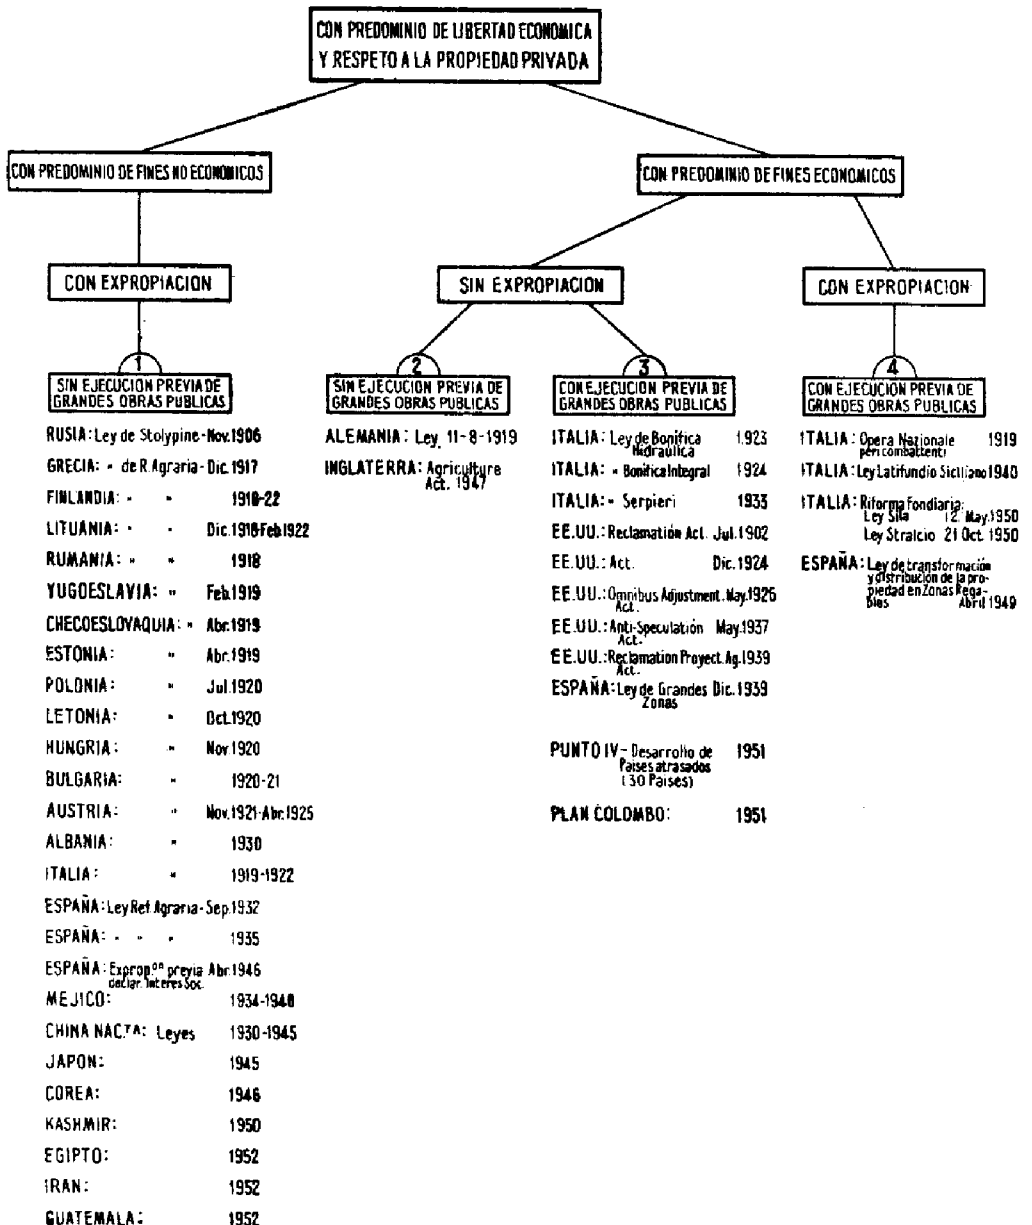 CON PREDOMINIO DE LIBERTAD ECONOMICA
Y RESPETO A LA PROPIEDAD PRIVADA
CON PREDOMINIO DE FINES NO ECONOMICOS
CON PREDOMINIO DE FINES ECONOMICOS
CON EXPROPIACION
SIN EXPROPIACION
CON EXPROPIACION
1
SIN EJECUCION PREVIA DE
GRANDES OBRAS PUBLICAS
RUSIA: Ley de Stolypine - Nov. 1906
GRECIA: " de R. Agraria - Dic. 1917
FINLANDIA: " " 1918-22
LITUANIA: " " Dic. 1918-Feb. 1922
RUMANIA: " " 1918
YUGOESLAVIA: " Feb. 1919
CHECOESLOVAQUIA: " Abr. 1919
ESTONIA: " Abr. 1919
POLONIA: " Jul. 1920
LETONIA: " Oct. 1920
HUNGRIA: " Nov 1920
BULGARIA: " 1920-21
AUSTRIA: " Nov. 1921-Abr. 1925
ALBANIA: " 1930
ITALIA: " 1919-1922
ESPAÑA: Ley Ref. Agraria - Sep. 1932
ESPAÑA: " " " 1935
ESPAÑA: Exprop.ón previa Abr. 1946
declar. Interes Soc.
MEJICO: 1934-1940
CHINA NAC.TA: Leyes 1930-1945
JAPON: 1945
COREA: 1946
KASHMIR: 1950
EGIPTO: 1952
IRAN: 1952
GUATEMALA: 1952
2
SIN EJECUCION PREVIA DE
GRANDES OBRAS PUBLICAS
ALEMANIA: Ley, 11-8-1919
INGLATERRA: Agriculture
Act. 1947
3
CON EJECUCION PREVIA DE
GRANDES OBRAS PUBLICAS
ITALIA: Ley de Bonifica 1923
Hidraulica
ITALIA: " Bonifica Integral 1924
ITALIA: " Serpieri 1933
EE.UU.: Reclamatión Act. Jul. 1902
EE.UU.: Act. Dic. 1924
EE.UU.: Omnibus Adjustment. May. 1926
Act.
EE.UU.: Anti-Speculatión May. 1937
Act.
EE.UU.: Reclamation Proyect. Ag. 1939
Act.
ESPAÑA: Ley de Grandes Dic. 1939
Zonas
PUNTO IV - Desarrollo de 1951
Paises atrasados
(30 Paises)
PLAN COLOMBO: 1951
4
CON EJECUCION PREVIA DE
GRANDES OBRAS PUBLICAS
ITALIA: Opera Nazionale 1919
peri combattenti
ITALIA: Ley Latifundio Siciliano 1940
ITALIA: Riforma Fondiaria:
Ley Sila 12. May. 1950
Ley Stralcio 21 Oct. 1950
ESPAÑA: Ley de transformación
y distribución de la pro-
piedad en Zonas Rega-
bles Abril 1949